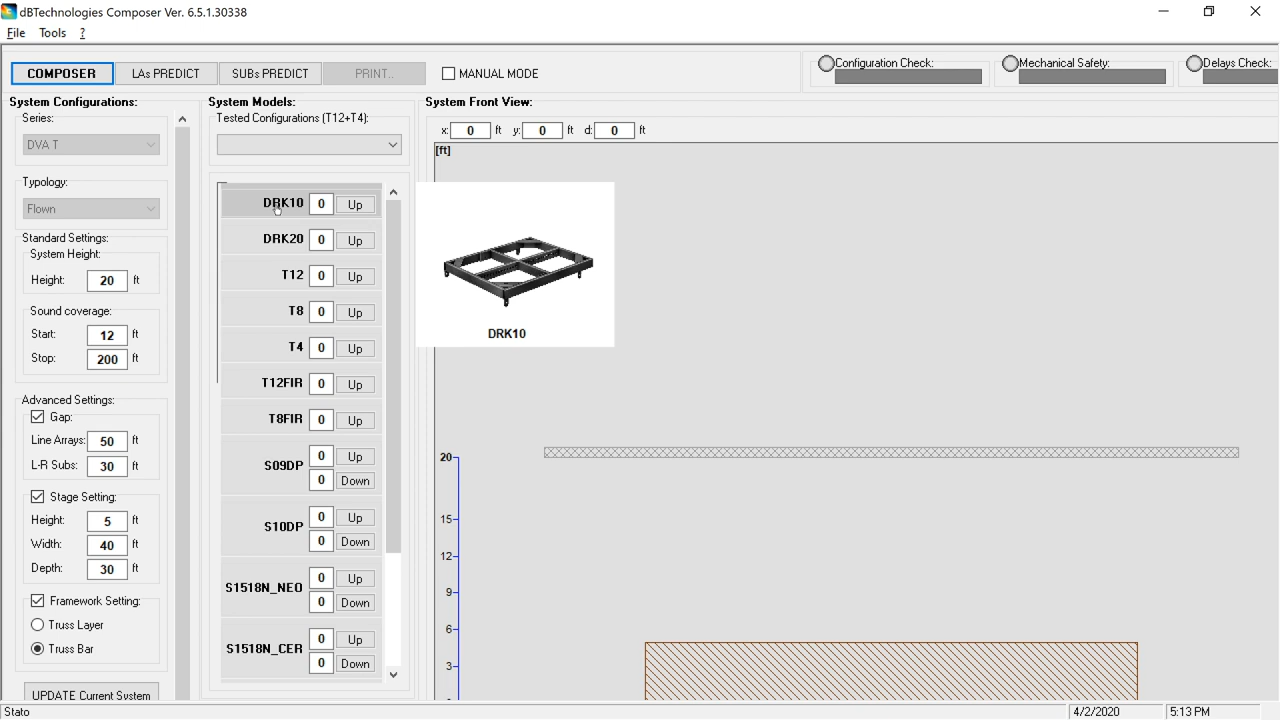 dBTechnologies Composer Ver. 6.5.1.30338
File Tools ?
COMPOSER LAs PREDICT SUBs PREDICT PRINT.. MANUAL MODE Configuration Check: Mechanical Safety: Delays Check:
System Configurations: System Models: System Front View:
Series: Tested Configurations (T12+T4):
x: 0 ft y: 0 ft d: 0 ft
DVA T
[ft]
Typology:
Flown
DRK10 0 Up
Standard Settings:
DRK20 0 Up
System Height:
Height: 20 ft
T12 0 Up
Sound coverage:
T8 0 Up
Start: 12 ft
DRK10
T4 0 Up
Stop: 200 ft
T12FIR 0 Up
Advanced Settings:
Gap:
T8FIR 0 Up
Line Arrays: 50 ft
L-R Subs: 30 ft
S09DP 0 Up
0 Down
20
Stage Setting:
Height: 5 ft
S10DP 0 Up
0 Down
15
Width: 40 ft
12
Depth: 30 ft
S1518N_NEO 0 Up
0 Down
9
Framework Setting:
Truss Layer
6
Truss Bar
S1518N_CER 0 Up
0 Down
3
UPDATE Current System
Stato 4/2/2020 5:13 PM